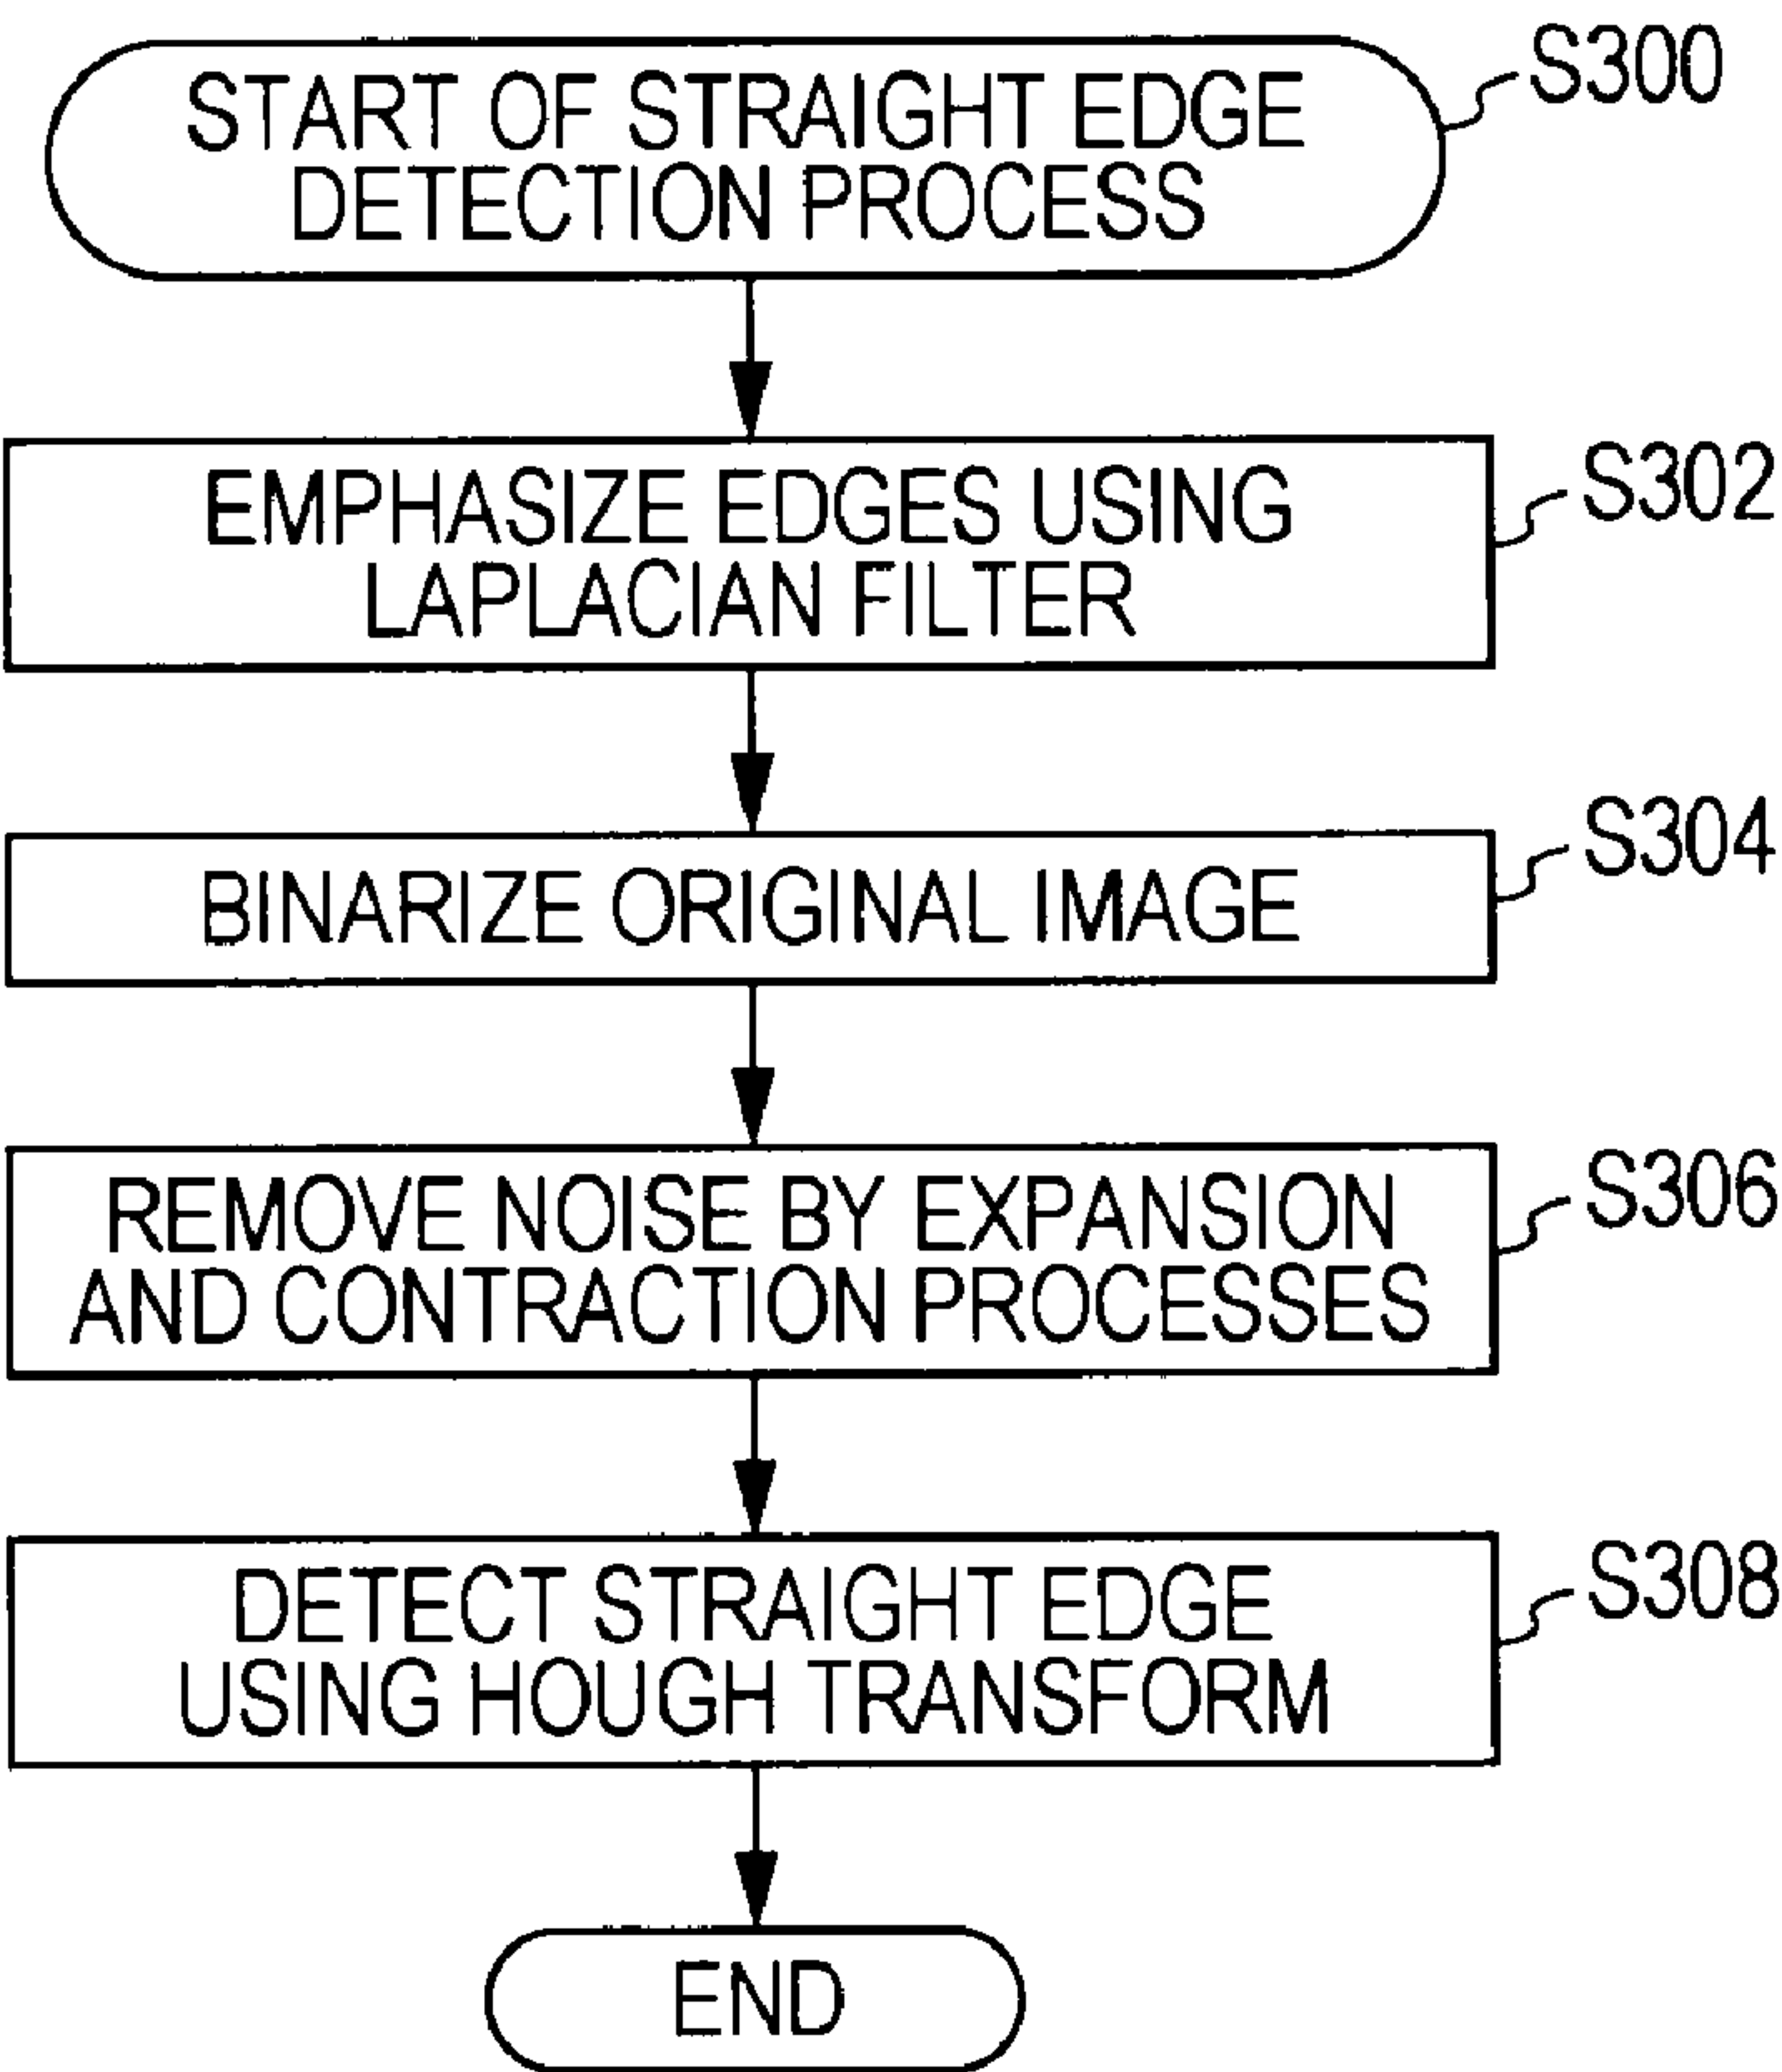 START OF STRAIGHT EDGE
DETECTION PROCESS
S300
EMPHASIZE EDGES USING
LAPLACIAN FILTER
S302
BINARIZE ORIGINAL IMAGE
S304
REMOVE NOISE BY EXPANSION
AND CONTRACTION PROCESSES
S306
DETECT STRAIGHT EDGE
USING HOUGH TRANSFORM
S308
END